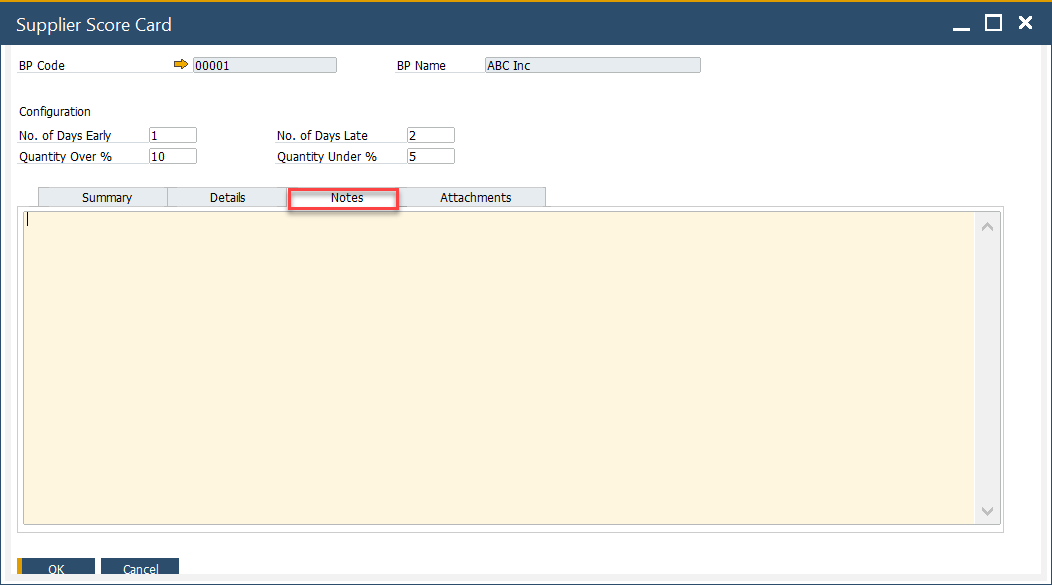 Supplier Score Card
BP Code 00001 BP Name ABC Inc
Configuration
No. of Days Early 1 No. of Days Late 2
Quantity Over % 10 Quantity Under % 5
Summary Details Notes Attachments
OK Cancel